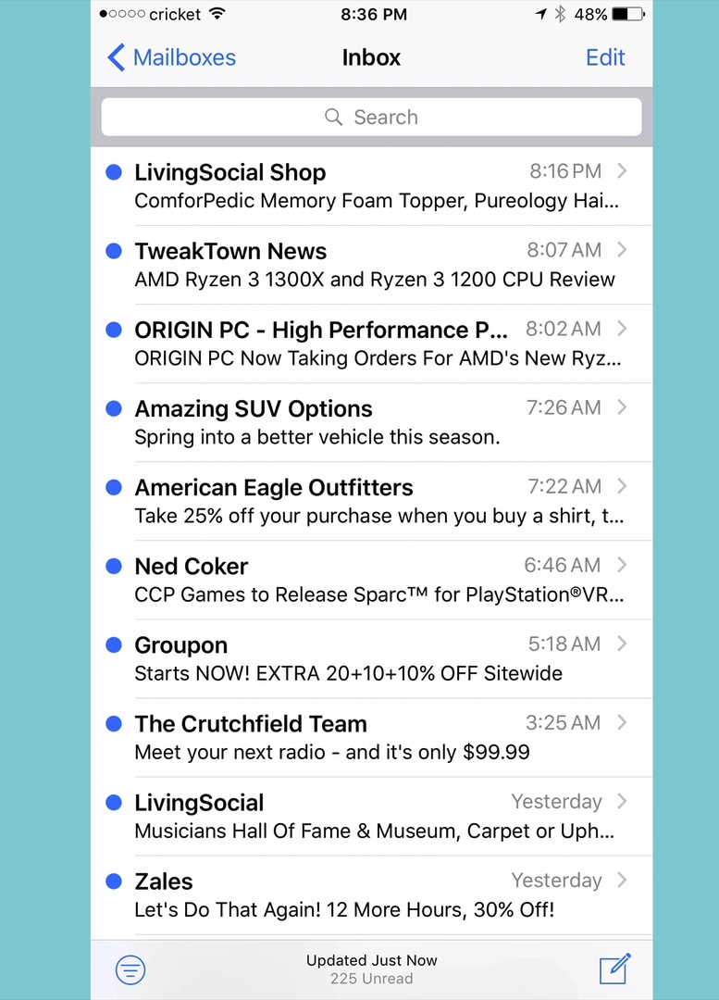 cricket 8:36 PM 48%
Mailboxes Inbox Edit
Search
LivingSocial Shop 8:16 PM
ComforPedic Memory Foam Topper, Pureology Hai...
TweakTown News 8:07 AM
AMD Ryzen 3 1300X and Ryzen 3 1200 CPU Review
ORIGIN PC - High Performance P... 8:02 AM
ORIGIN PC Now Taking Orders For AMD's New Ryz...
Amazing SUV Options 7:26 AM
Spring into a better vehicle this season.
American Eagle Outfitters 7:22 AM
Take 25% off your purchase when you buy a shirt, t...
Ned Coker 6:46 AM
CCP Games to Release Sparc™ for PlayStation®VR...
Groupon 5:18 AM
Starts NOW! EXTRA 20+10+10% OFF Sitewide
The Crutchfield Team 3:25 AM
Meet your next radio - and it's only $99.99
LivingSocial Yesterday
Musicians Hall Of Fame & Museum, Carpet or Uph...
Zales Yesterday
Let's Do That Again! 12 More Hours, 30% Off!
Updated Just Now
225 Unread